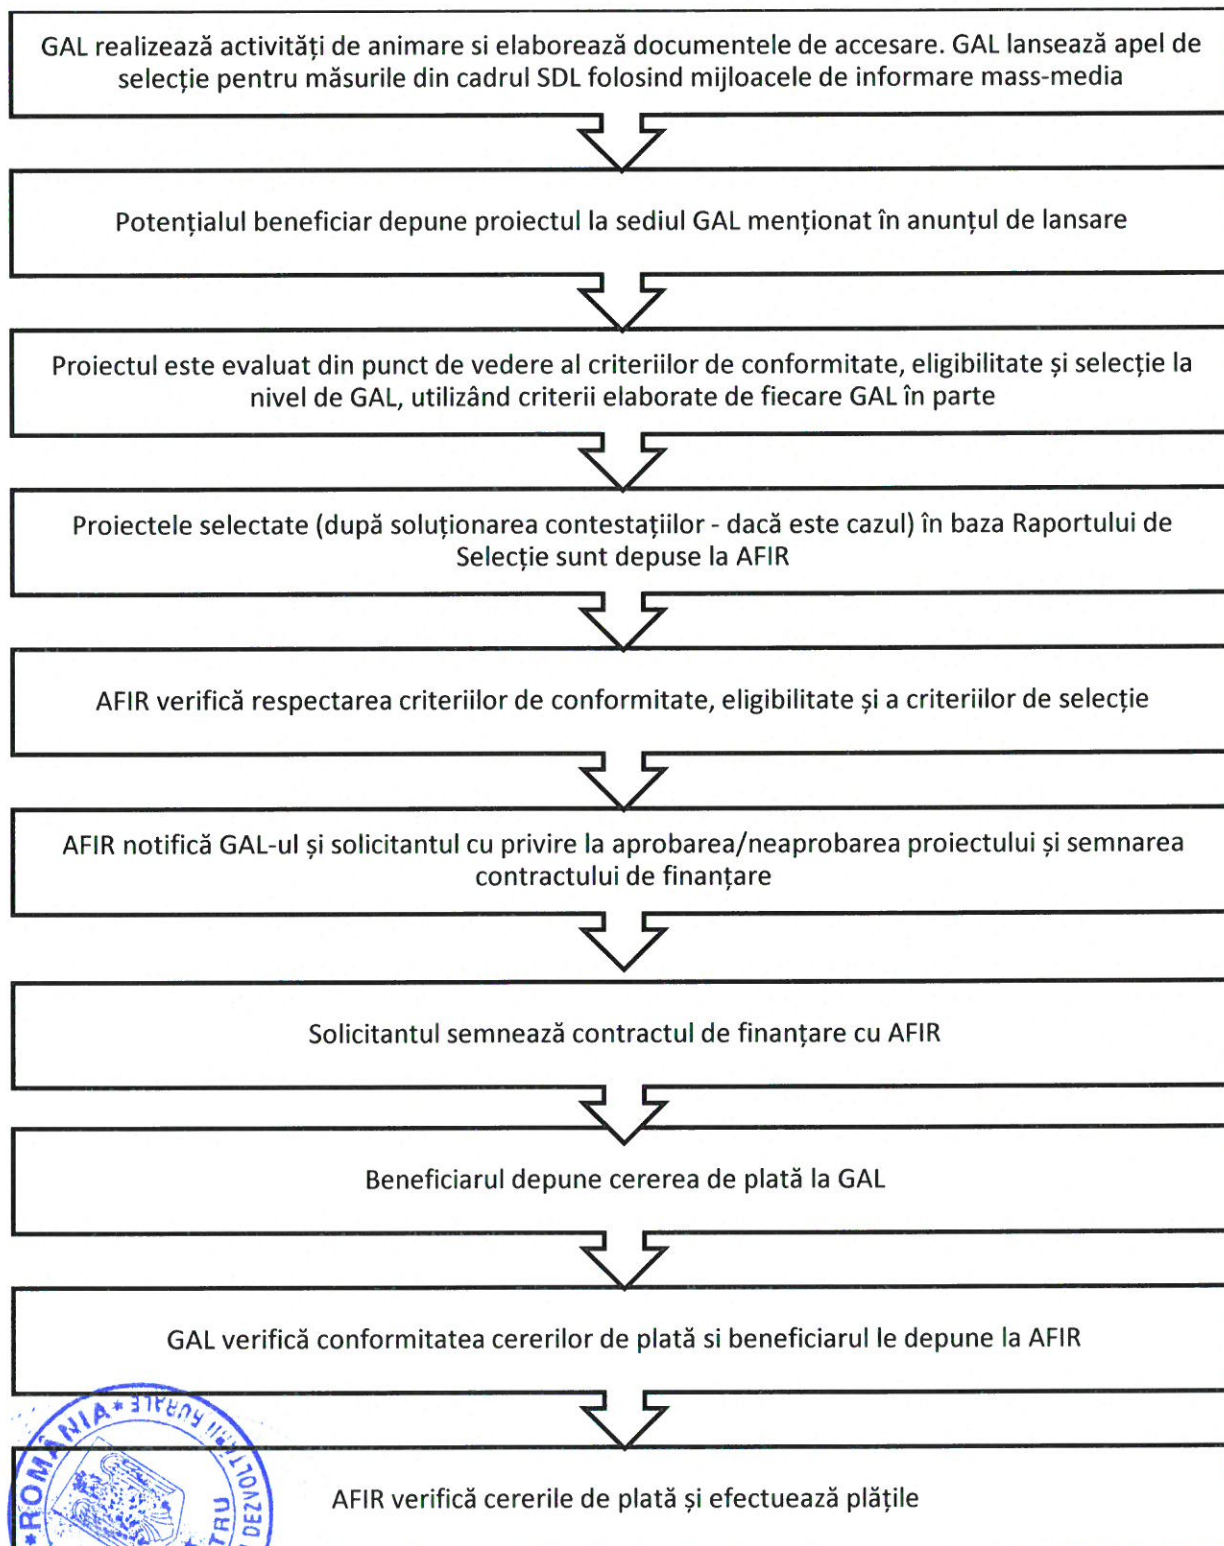 GAL realizează activități de animare si elaborează documentele de accesare. GAL lansează apel de
selecție pentru măsurile din cadrul SDL folosind mijloacele de informare mass-media
Potențialul beneficiar depune proiectul la sediul GAL menționat în anunțul de lansare
Proiectul este evaluat din punct de vedere al criteriilor de conformitate, eligibilitate și selecție la
nivel de GAL, utilizând criterii elaborate de fiecare GAL în parte
Proiectele selectate (după soluționarea contestațiilor - dacă este cazul) în baza Raportului de
Selecție sunt depuse la AFIR
AFIR verifică respectarea criteriilor de conformitate, eligibilitate și a criteriilor de selecție
AFIR notifică GAL-ul și solicitantul cu privire la aprobarea/neaprobarea proiectului și semnarea
contractului de finanțare
Solicitantul semnează contractul de finanțare cu AFIR
Beneficiarul depune cererea de plată la GAL
GAL verifică conformitatea cererilor de plată si beneficiarul le depune la AFIR
AFIR verifică cererile de plată și efectuează plățile
*ROMÂNIA*
DEZVOLTĂRII RURALE